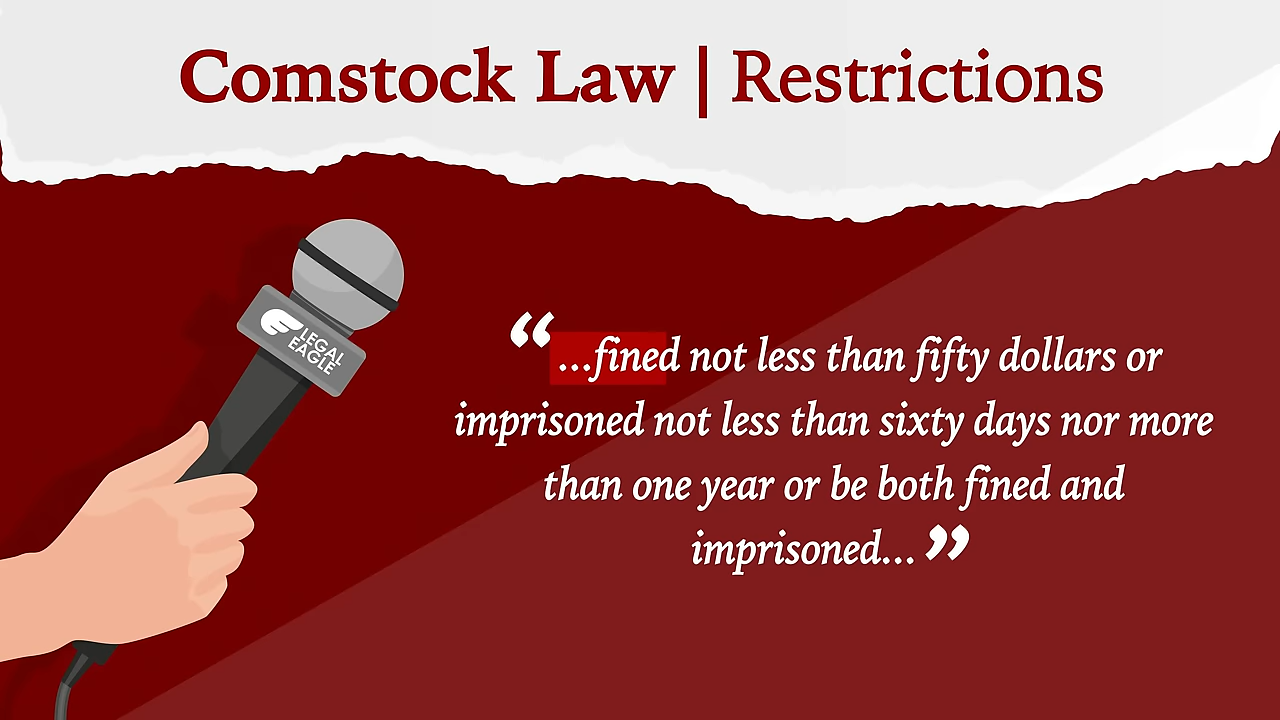 Comstock Law | Restrictions
LEGAL
EAGLE
“...fined not less than fifty dollars or
imprisoned not less than sixty days nor more
than one year or be both fined and
imprisoned...”